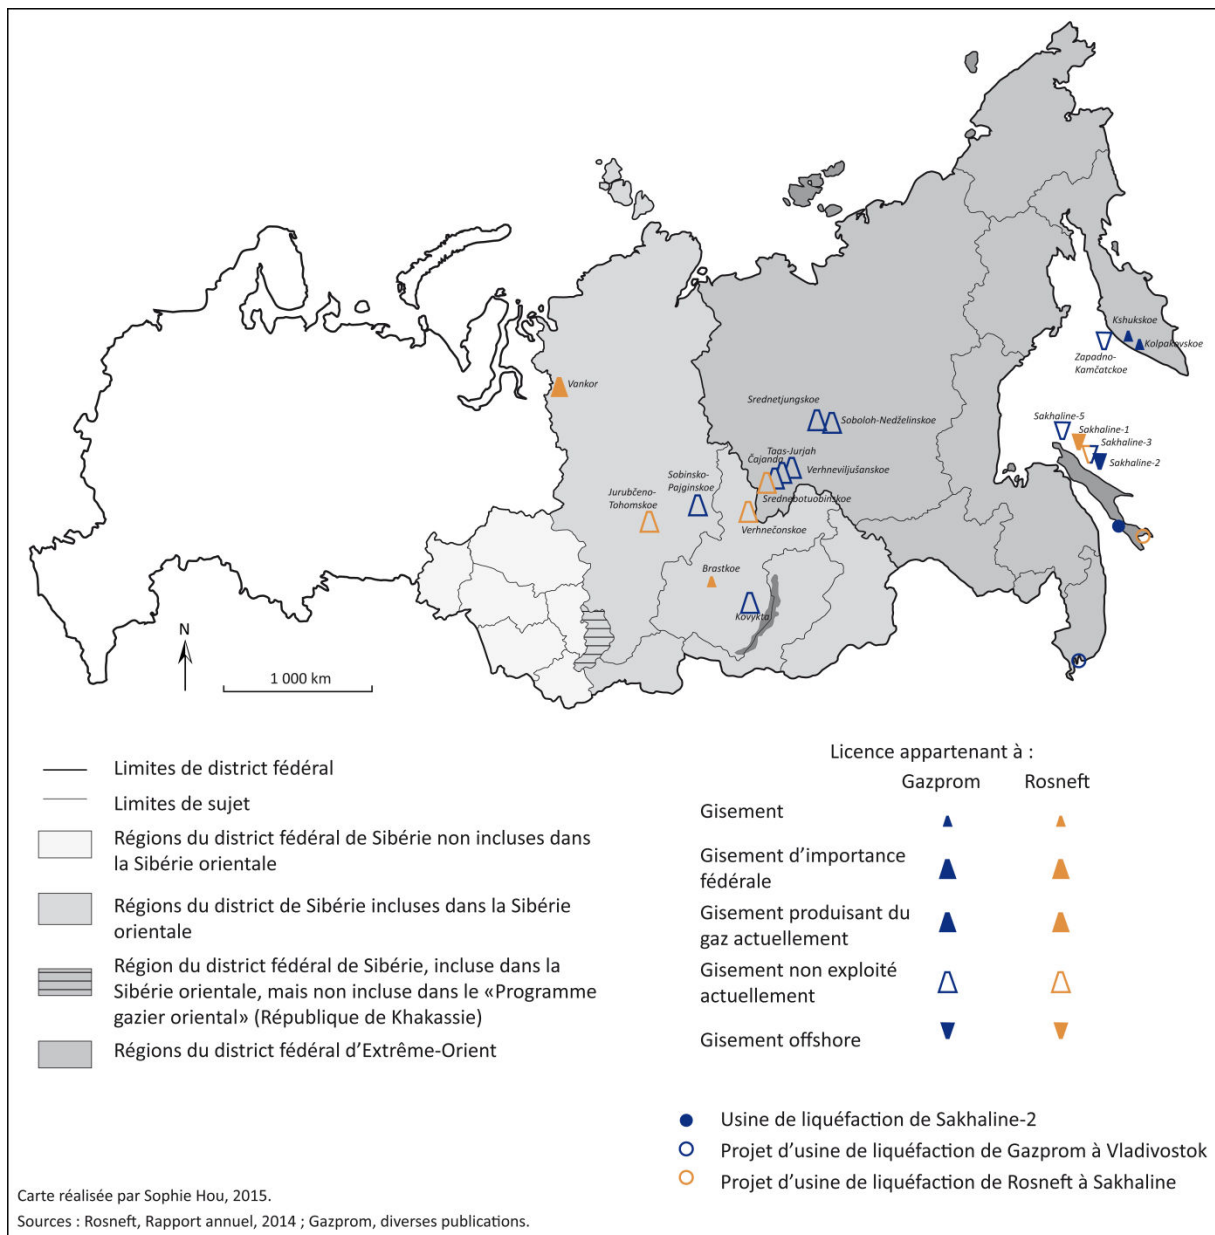 Kshukskoe
Kolpakovskoe
Zapadno-
Kamčatckoe
Vankor
Srednetjungskoe
Soboloh-Nedželinskoe
Sakhaline-5
Sakhaline-1
Sakhaline-3
Sakhaline-2
Taas-Jurjah
Čajanda
Verhneviljušanskoe
Sobinsko-
Pajginskoe
Jurubčeno-
Tohomskoe
Srednebotuobinskoe
Verhnečonskoe
Brastkoe
Kovykta
N
1 000 km
Limites de district fédéral
Limites de sujet
Régions du district fédéral de Sibérie non incluses dans
la Sibérie orientale
Régions du district de Sibérie incluses dans la Sibérie
orientale
Région du district fédéral de Sibérie, incluse dans la
Sibérie orientale, mais non incluse dans le «Programme
gazier oriental» (République de Khakassie)
Régions du district fédéral d'Extrême-Orient
Licence appartenant à :
Gazprom Rosneft
Gisement
Gisement d'importance
fédérale
Gisement produisant du
gaz actuellement
Gisement non exploité
actuellement
Gisement offshore
Usine de liquéfaction de Sakhaline-2
Projet d'usine de liquéfaction de Gazprom à Vladivostok
Projet d'usine de liquéfaction de Rosneft à Sakhaline
Carte réalisée par Sophie Hou, 2015.
Sources : Rosneft, Rapport annuel, 2014 ; Gazprom, diverses publications.